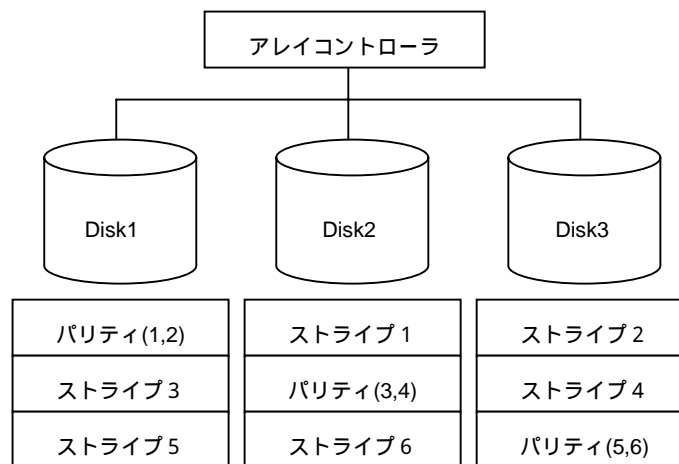 アレイコントローラ
Disk1
Disk2
Disk3
パリティ(1,2)
ストライプ 1
ストライプ 2
ストライプ 3
パリティ(3,4)
ストライプ 4
ストライプ 5
ストライプ 6
パリティ(5,6)